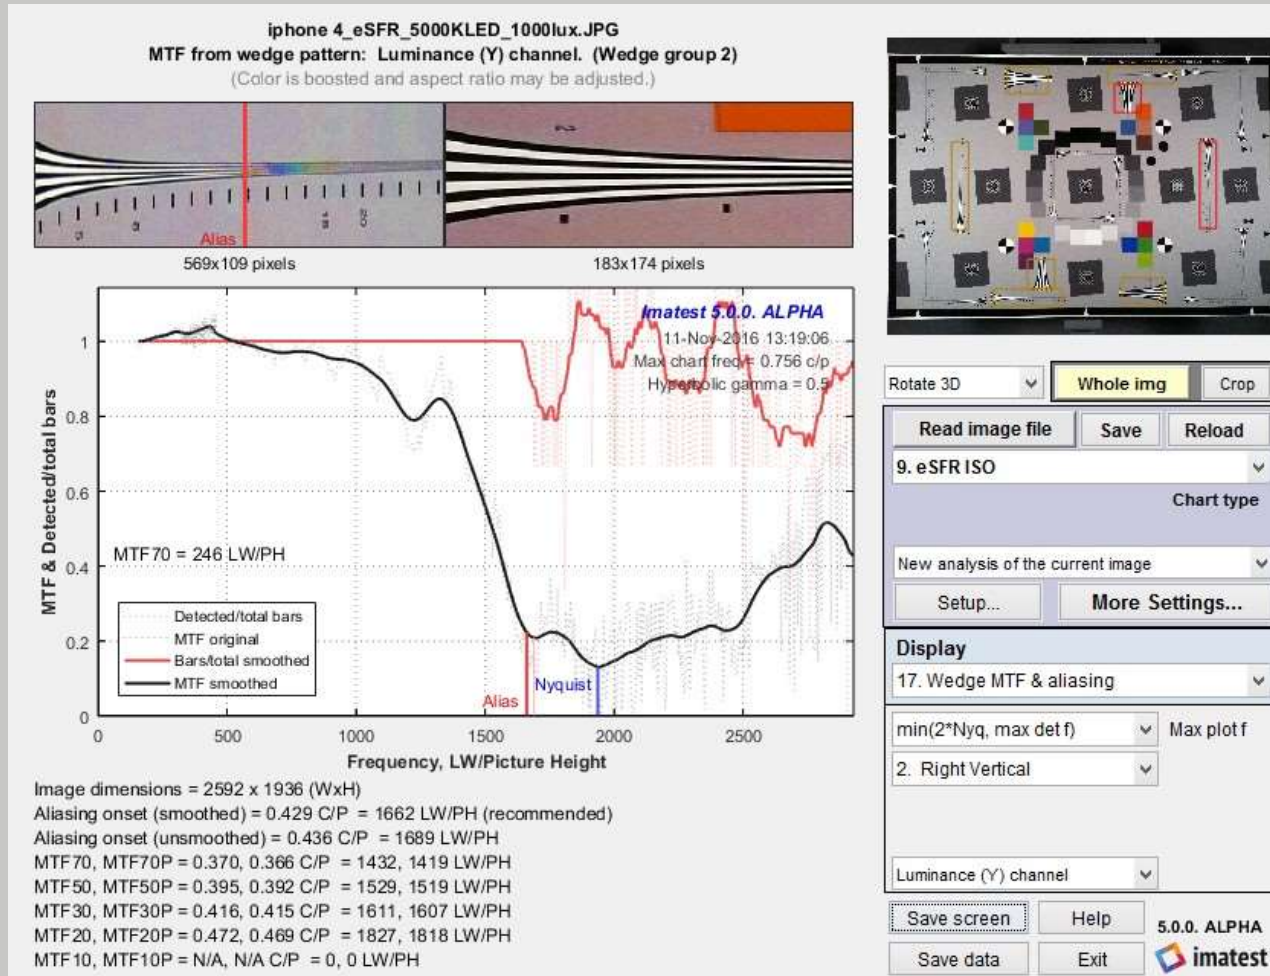 iphone 4_eSFR_5000KLED_1000lux.JPG
MTF from wedge pattern:  Luminance (Y) channel.  (Wedge group 2)
(Color is boosted and aspect ratio may be adjusted.)
2
5
20
Alias
569x109 pixels
183x174 pixels
Imatest 5.0.0. ALPHA
11-Nov-2016 13:19:06
Max chart freq = 0.756 c/p
Hyperbolic gamma = 0.5
1
0.8
0.6
0.4
0.2
0
MTF & Detected/total bars
MTF70 = 246 LW/PH
Detected/total bars
MTF original
Bars/total smoothed
MTF smoothed
Alias
Nyquist
0 500 1000 1500 2000 2500
Frequency, LW/Picture Height
Image dimensions = 2592 x 1936 (WxH)
Aliasing onset (smoothed) = 0.429 C/P  = 1662 LW/PH (recommended)
Aliasing onset (unsmoothed) = 0.436 C/P  = 1689 LW/PH
MTF70, MTF70P = 0.370, 0.366 C/P  = 1432, 1419 LW/PH
MTF50, MTF50P = 0.395, 0.392 C/P  = 1529, 1519 LW/PH
MTF30, MTF30P = 0.416, 0.415 C/P  = 1611, 1607 LW/PH
MTF20, MTF20P = 0.472, 0.469 C/P  = 1827, 1818 LW/PH
MTF10, MTF10P = N/A, N/A C/P  = 0, 0 LW/PH
Rotate 3D
Whole img
Crop
Read image file
Save
Reload
9. eSFR ISO
Chart type
New analysis of the current image
Setup...
More Settings...
Display
17. Wedge MTF & aliasing
min(2*Nyq, max det f)
Max plot f
2.  Right Vertical
Luminance (Y) channel
Save screen
Help
5.0.0. ALPHA
Save data
Exit
imatest